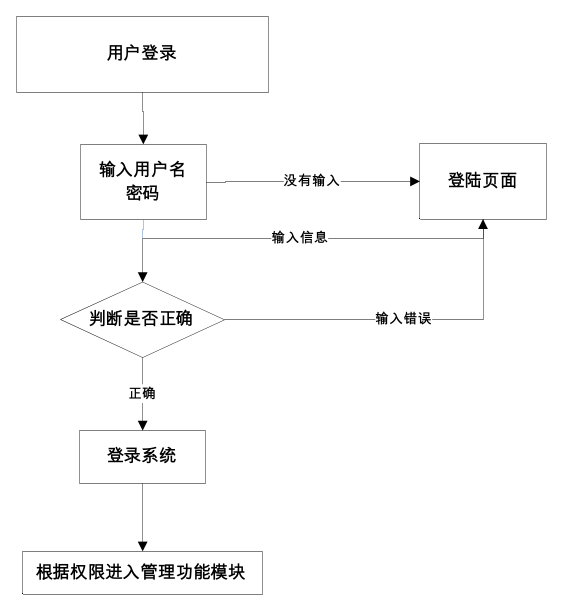 用户登录
输入用户名
密码
没有输入
登陆页面
输入信息
判断是否正确
输入错误
正确
登录系统
根据权限进入管理功能模块